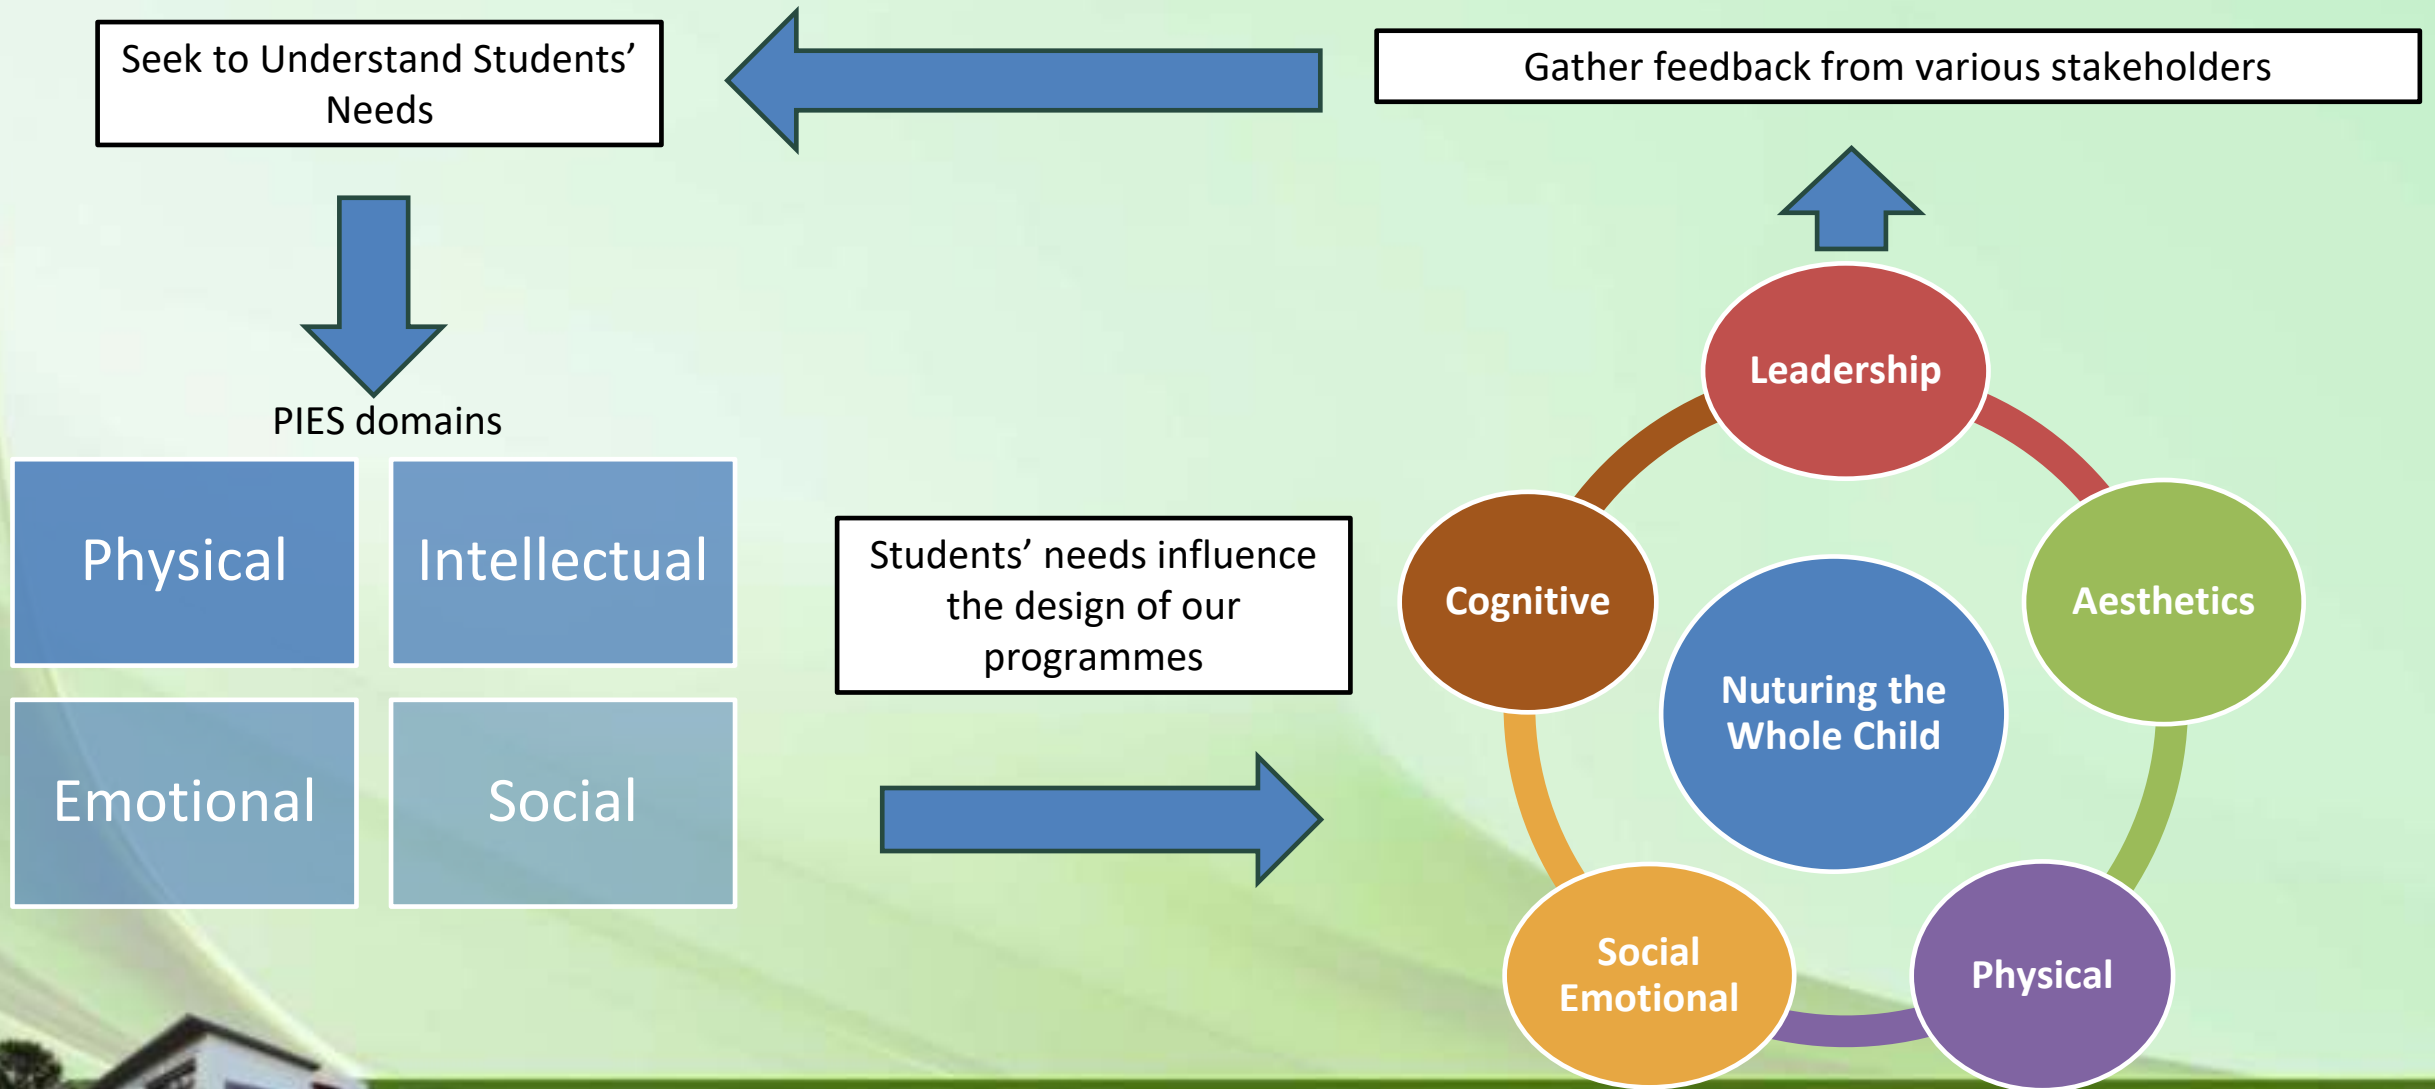 Seek to Understand Students’
Needs
Gather feedback from various stakeholders
PIES domains
Physical
Intellectual
Emotional
Social
Students’ needs influence
the design of our
programmes
Leadership
Aesthetics
Physical
Social
Emotional
Cognitive
Nuturing the
Whole Child